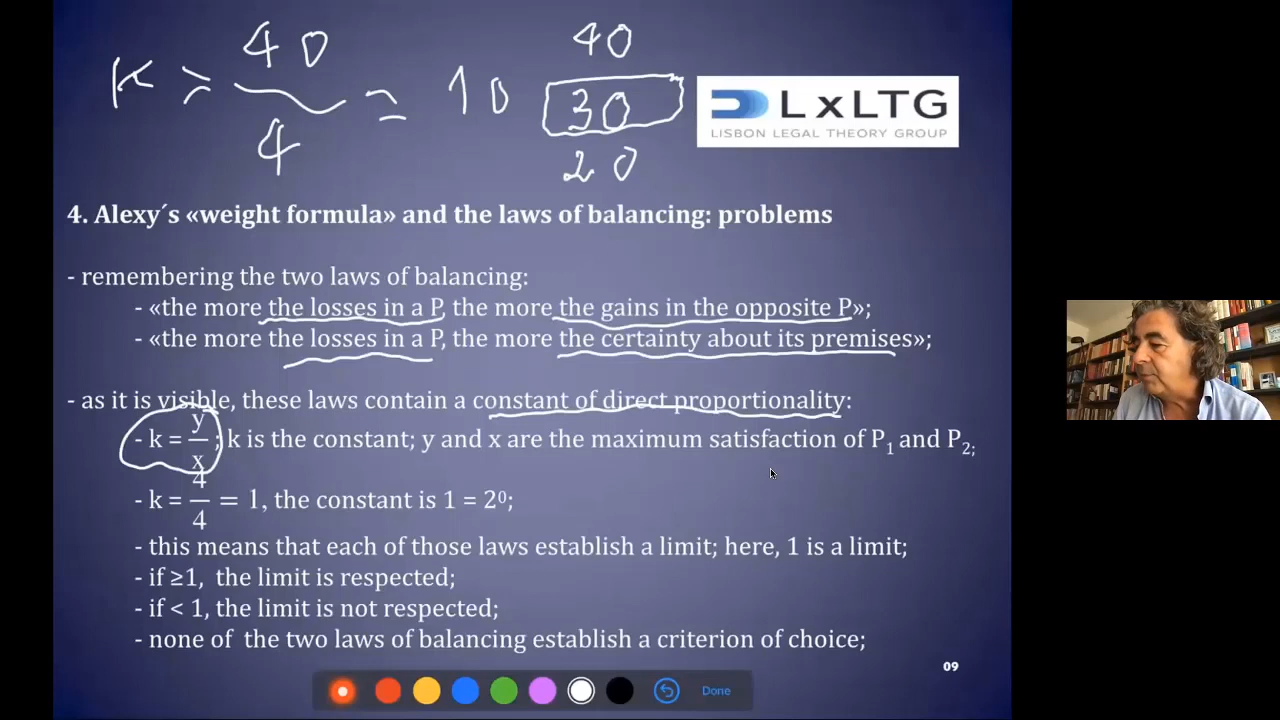 40
K = — = 10
4
40
30
20
LxLTG
LISBON LEGAL THEORY GROUP
4. Alexy´s «weight formula» and the laws of balancing: problems
- remembering the two laws of balancing:
- «the more the losses in a P, the more the gains in the opposite P»;
- «the more the losses in a P, the more the certainty about its premises»;
- as it is visible, these laws contain a constant of direct proportionality:
- k = y/x ; k is the constant; y and x are the maximum satisfaction of P₁ and P₂;
- k = 4/4 = 1, the constant is 1 = 2⁰;
- this means that each of those laws establish a limit; here, 1 is a limit;
- if ≥1, the limit is respected;
- if < 1, the limit is not respected;
- none of the two laws of balancing establish a criterion of choice;
09
Done